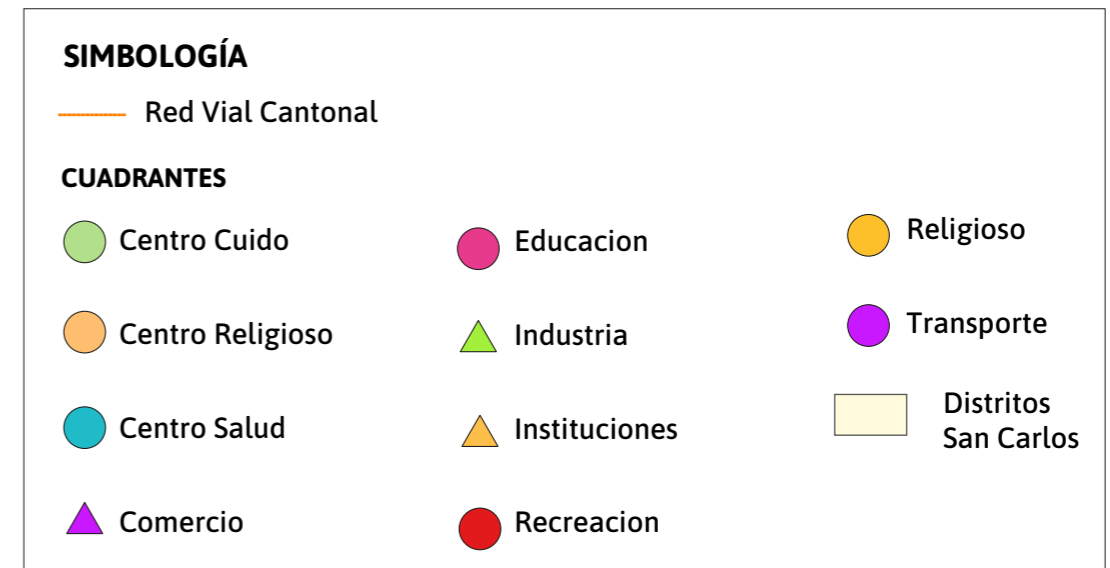 SIMBOLOGÍA
Red Vial Cantonal
CUADRANTES
Centro Cuido
Centro Religioso
Centro Salud
Comercio
Educacion
Industria
Instituciones
Recreacion
Religioso
Transporte
Distritos
San Carlos